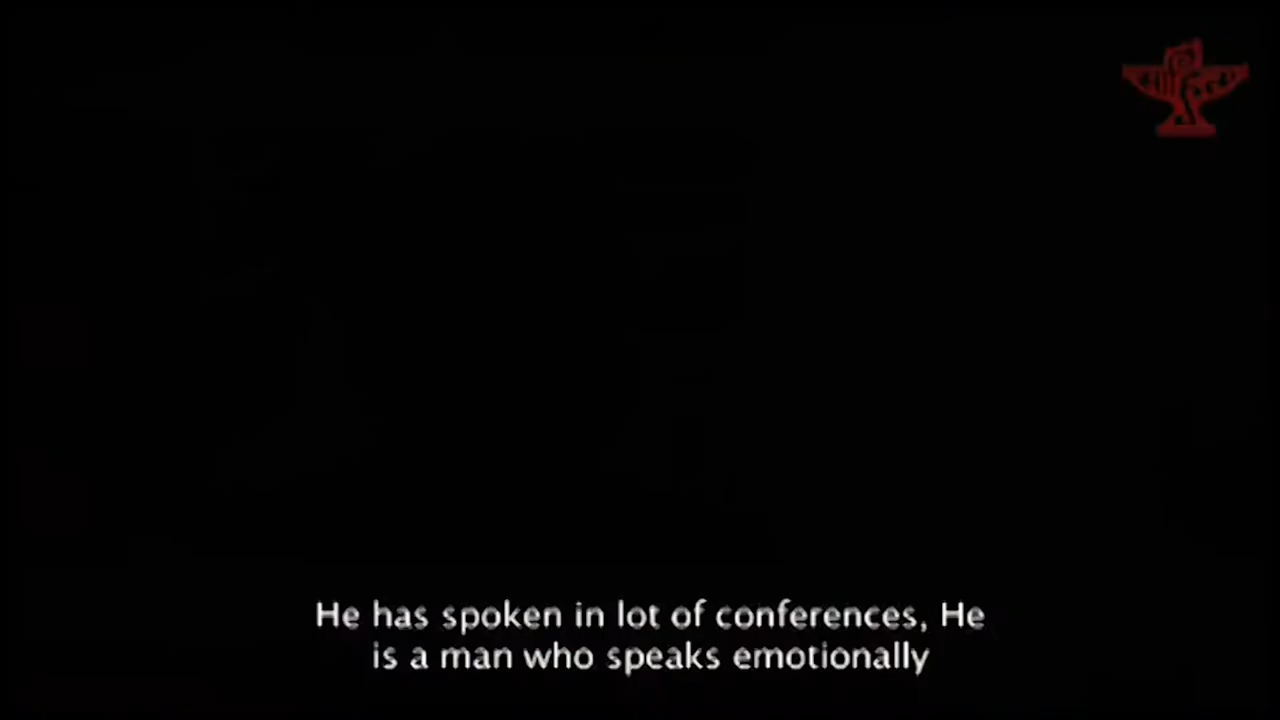 He has spoken in lot of conferences, He
is a man who speaks emotionally